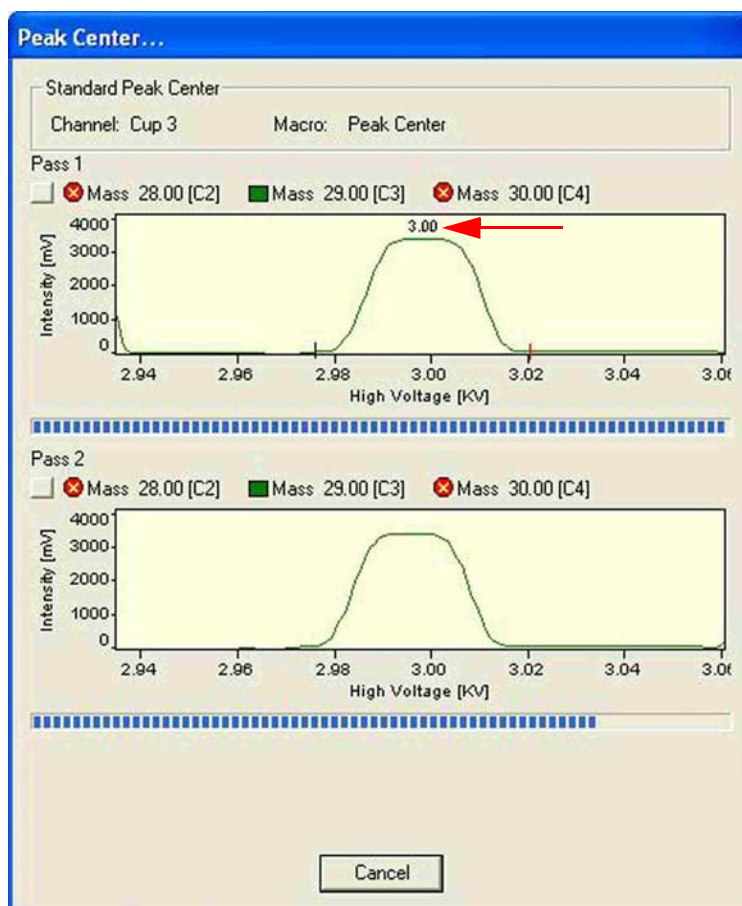 Peak Center...
Standard Peak Center
Channel: Cup 3 Macro: Peak Center
Pass 1
Mass 28.00 [C2] Mass 29.00 [C3] Mass 30.00 [C4]
4000
3000
2000
1000
0
Intensity [mV]
3.00
2.94 2.96 2.98 3.00 3.02 3.04 3.06
High Voltage [KV]
Pass 2
Mass 28.00 [C2] Mass 29.00 [C3] Mass 30.00 [C4]
4000
3000
2000
1000
0
Intensity [mV]
2.94 2.96 2.98 3.00 3.02 3.04 3.06
High Voltage [KV]
Cancel